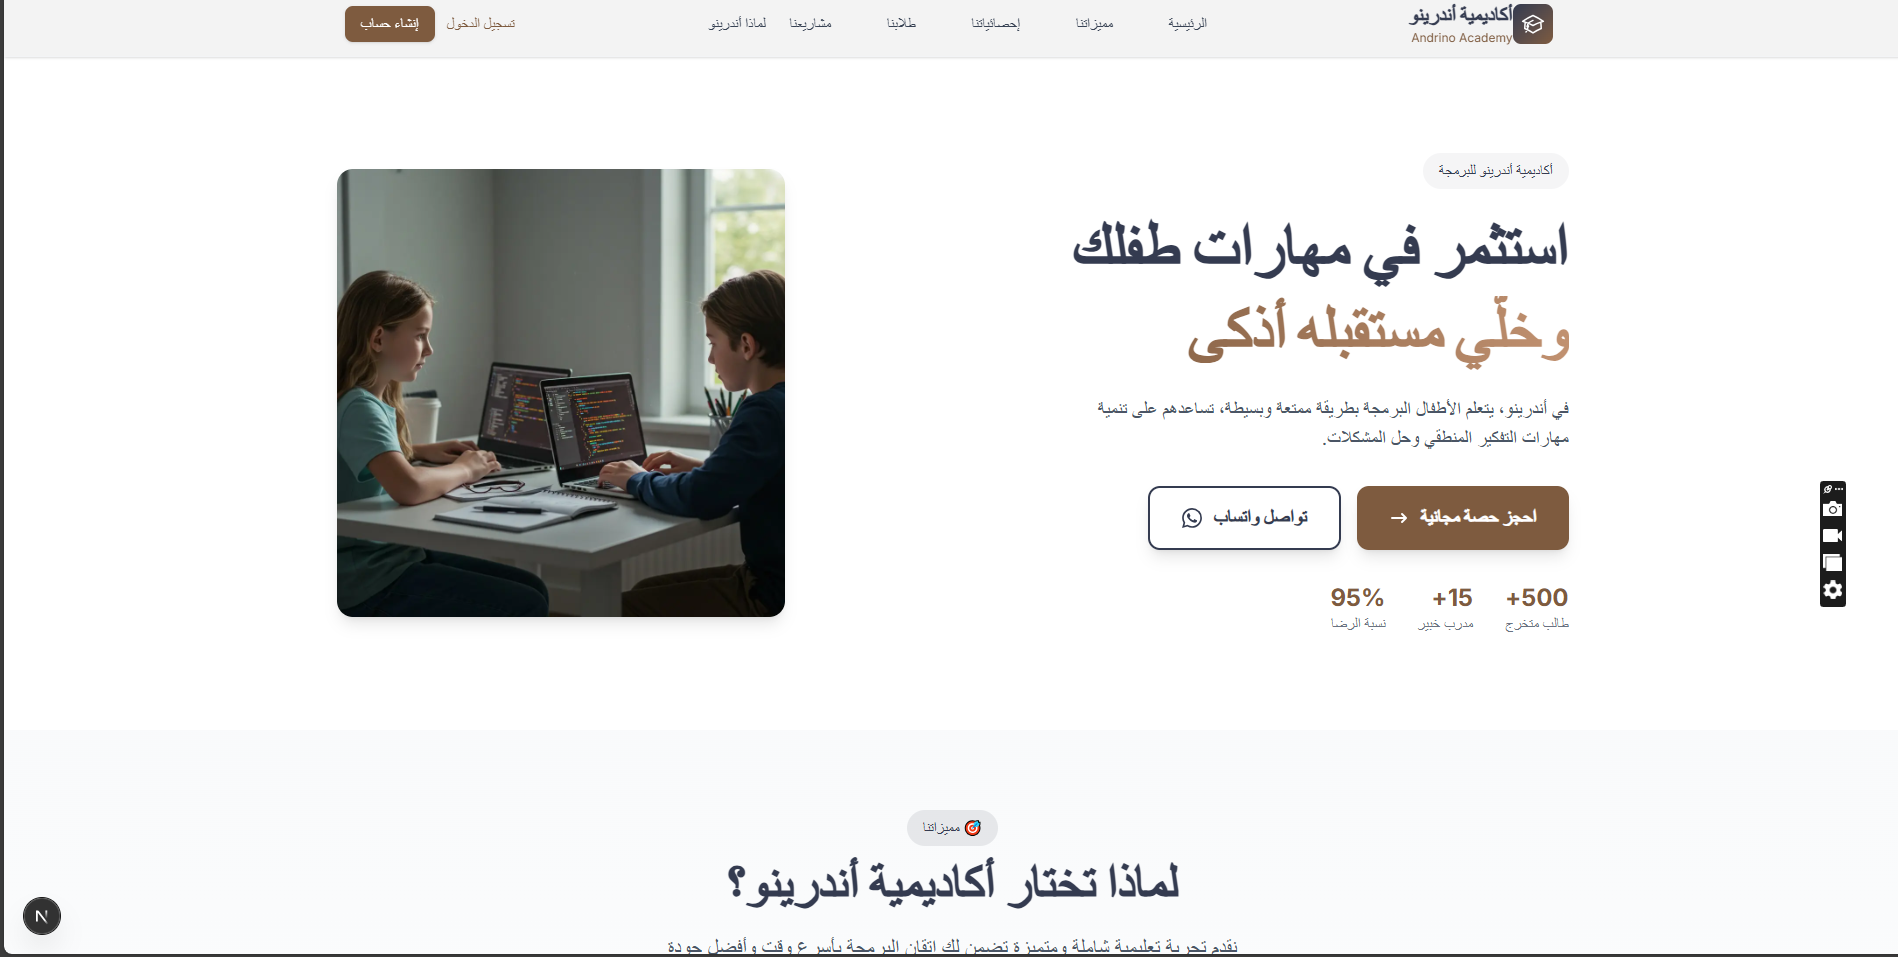 أكاديمية أندرينو
Andrino Academy
الرئيسية
مميزاتنا
إحصائياتنا
طلابنا
مشاريعنا
لماذا أندرينو
تسجيل الدخول
إنشاء حساب
أكاديمية أندرينو للبرمجة
استثمر في مهارات طفلك
وخلّي مستقبله أذكى
في أندرينو، يتعلم الأطفال البرمجة بطريقة ممتعة وبسيطة، تساعدهم على تنمية
مهارات التفكير المنطقي وحل المشكلات.
احجز حصة مجانية →
تواصل واتساب
+500
طالب متخرج
+15
مدرب خبير
95%
نسبة الرضا
🎯 مميزاتنا
لماذا تختار أكاديمية أندرينو؟
نقدم تجربة تعليمية شاملة ومتميزة تضمن لك إتقان البرمجة بأسرع وقت وأفضل جودة
N